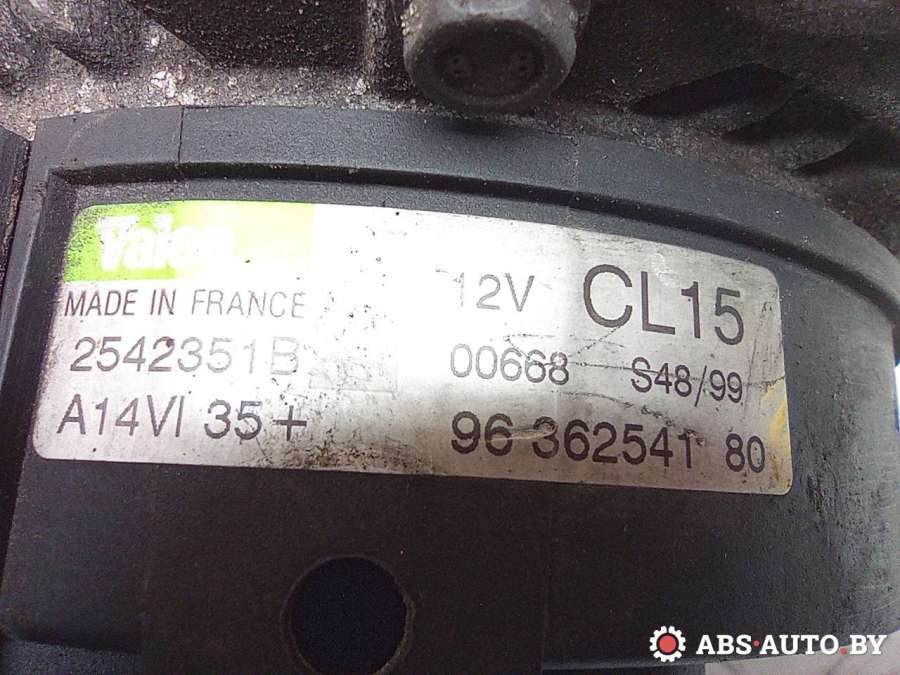 Valeo
12V CL15
MADE IN FRANCE
2542351B 00668 S48/99
A14VI 35+ 96 362541 80
ABS-AUTO.BY